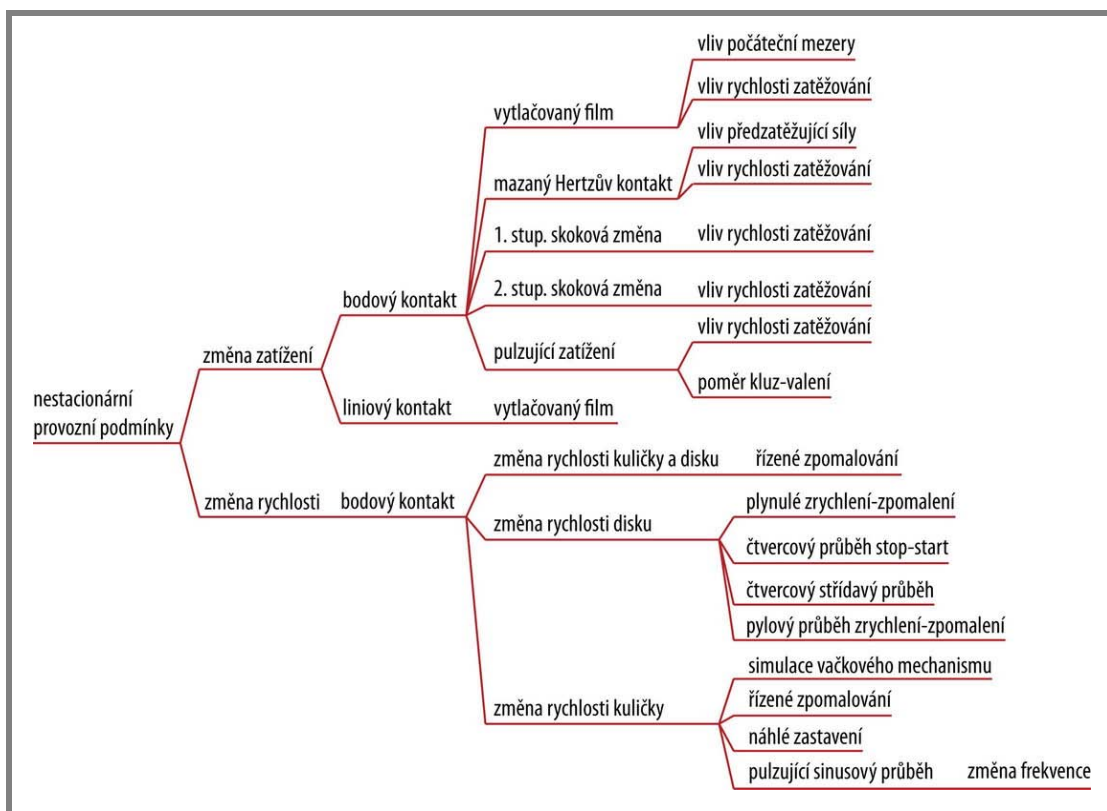 nestacionární
provozní podmínky
změna zatížení
bodový kontakt
vytlačovaný film
vliv počáteční mezery
vliv rychlosti zatěžování
mazaný Hertzův kontakt
vliv předzatěžující síly
vliv rychlosti zatěžování
1. stup. skoková změna
vliv rychlosti zatěžování
2. stup. skoková změna
vliv rychlosti zatěžování
pulzující zatížení
vliv rychlosti zatěžování
poměr kluz-valení
liniový kontakt
vytlačovaný film
změna rychlosti
bodový kontakt
změna rychlosti kuličky a disku
řízené zpomalování
změna rychlosti disku
plynulé zrychlení-zpomalení
čtvercový průběh stop-start
čtvercový střídavý průběh
pylový průběh zrychlení-zpomalení
změna rychlosti kuličky
simulace vačkového mechanismu
řízené zpomalování
náhlé zastavení
pulzující sinusový průběh
změna frekvence